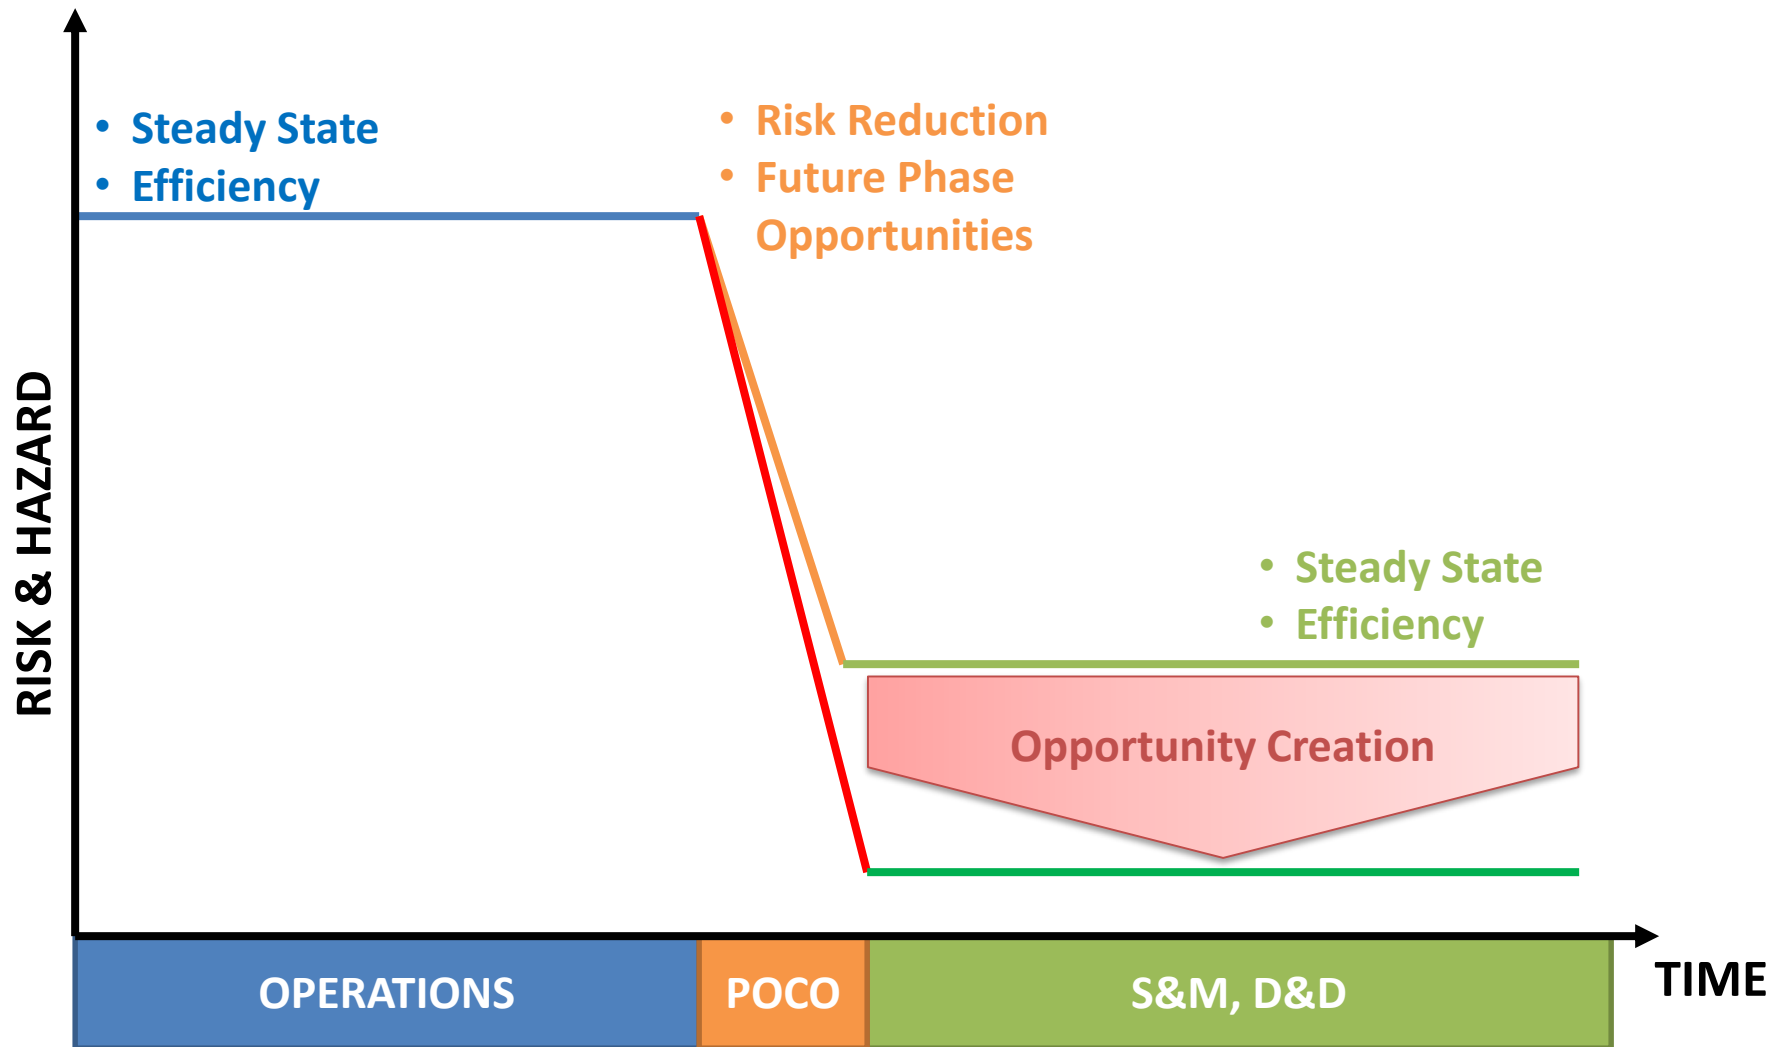 • Steady State
• Efficiency
• Risk Reduction
• Future Phase
Opportunities
RISK & HAZARD
• Steady State
• Efficiency
Opportunity Creation
OPERATIONS
POCO
S&M, D&D
TIME